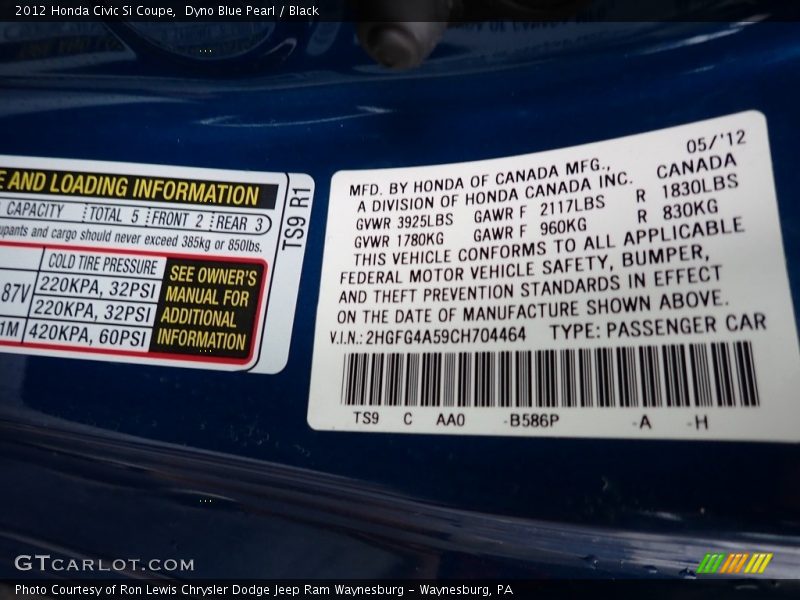 2012 Honda Civic Si Coupe,  Dyno Blue Pearl / Black
E AND LOADING INFORMATION
CAPACITY TOTAL 5 FRONT 2 REAR 3
upants and cargo should never exceed 385kg or 850lbs.
COLD TIRE PRESSURE
87V 220KPA, 32PSI
220KPA, 32PSI
1M 420KPA, 60PSI
SEE OWNER'S
MANUAL FOR
ADDITIONAL
INFORMATION
TS9 R1
05/'12
MFD. BY HONDA OF CANADA MFG., CANADA
A DIVISION OF HONDA CANADA INC.
GVWR 3925LBS GAWR F 2117LBS R 1830LBS
GVWR 1780KG GAWR F 960KG R 830KG
THIS VEHICLE CONFORMS TO ALL APPLICABLE
FEDERAL MOTOR VEHICLE SAFETY, BUMPER,
AND THEFT PREVENTION STANDARDS IN EFFECT
ON THE DATE OF MANUFACTURE SHOWN ABOVE.
V.I.N.: 2HGFG4A59CH704464 TYPE: PASSENGER CAR
TS9 C AA0 -B586P -A -H
GTCARLOT.COM
Photo Courtesy of Ron Lewis Chrysler Dodge Jeep Ram Waynesburg – Waynesburg, PA